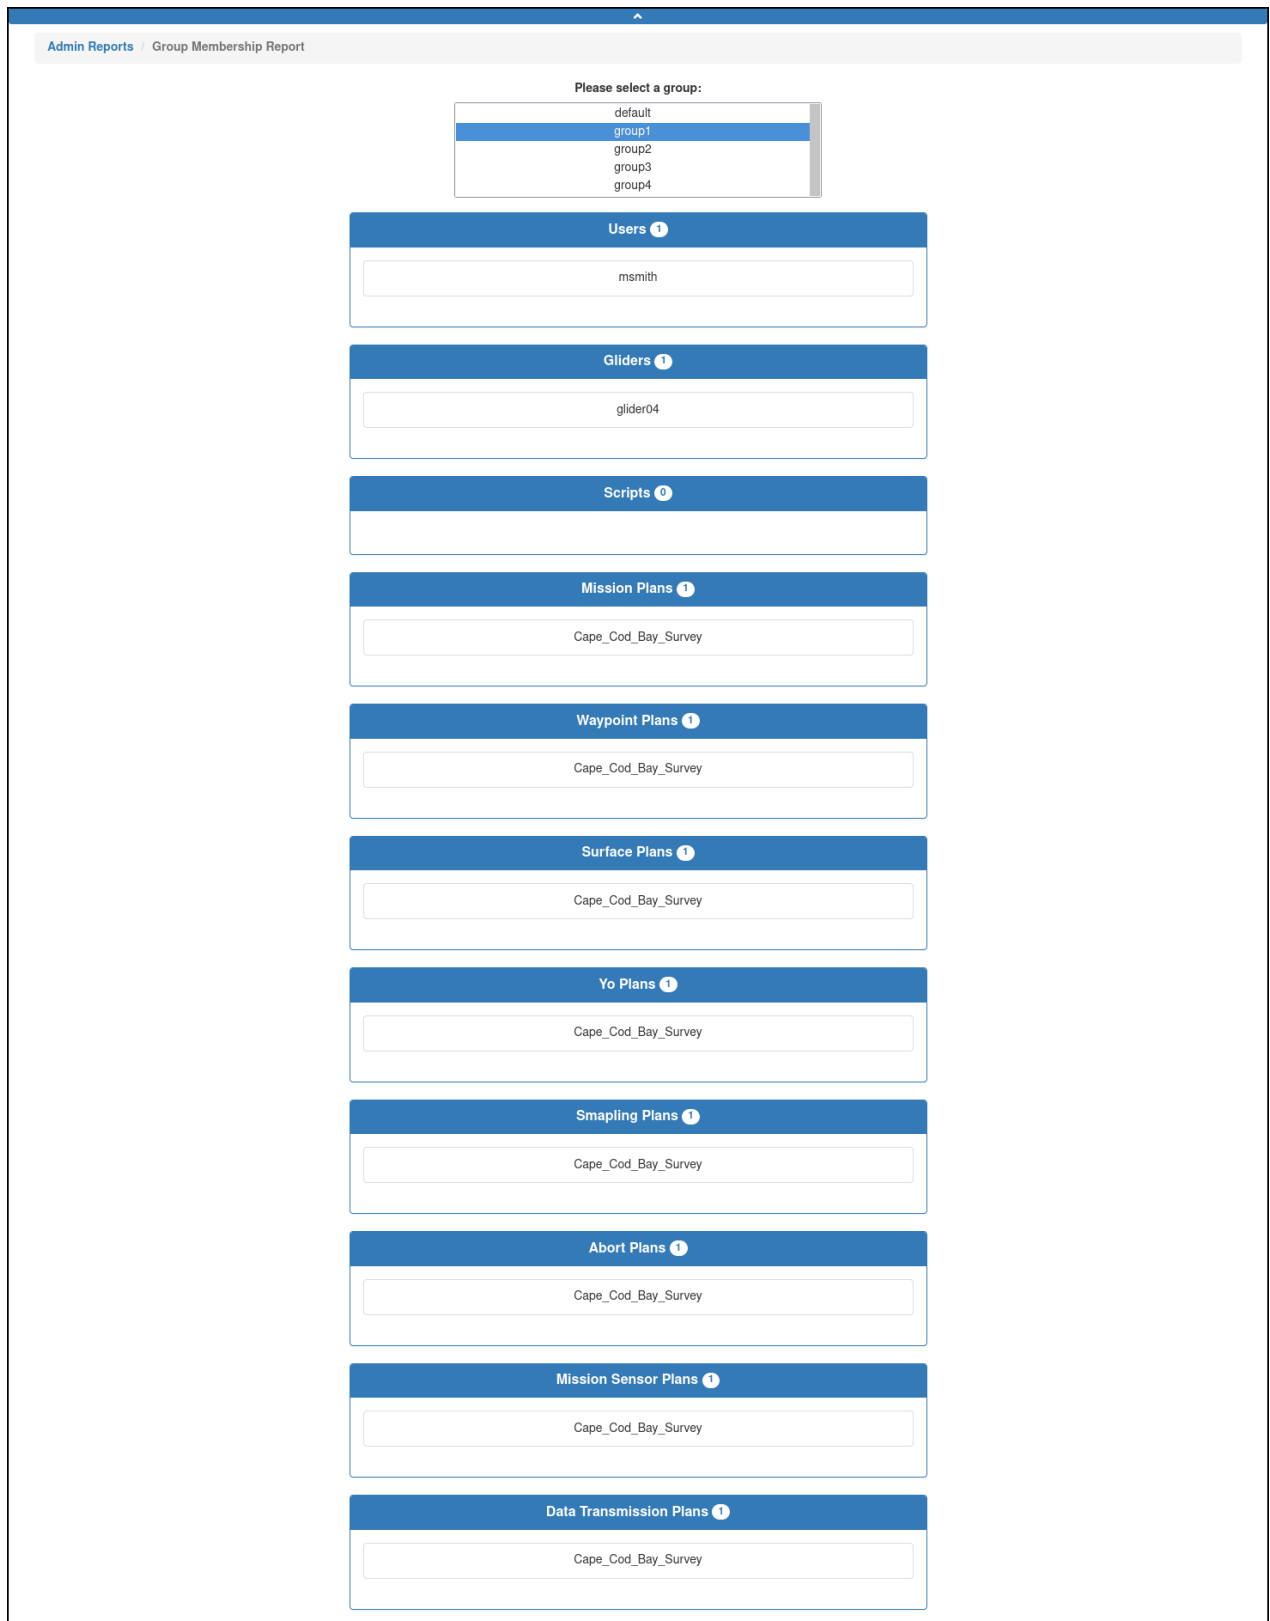 Admin Reports / Group Membership Report
Please select a group:
default
group1
group2
group3
group4
Users 1
msmith
Gliders 1
glider04
Scripts 0
Mission Plans 1
Cape_Cod_Bay_Survey
Waypoint Plans 1
Cape_Cod_Bay_Survey
Surface Plans 1
Cape_Cod_Bay_Survey
Yo Plans 1
Cape_Cod_Bay_Survey
Smapling Plans 1
Cape_Cod_Bay_Survey
Abort Plans 1
Cape_Cod_Bay_Survey
Mission Sensor Plans 1
Cape_Cod_Bay_Survey
Data Transmission Plans 1
Cape_Cod_Bay_Survey